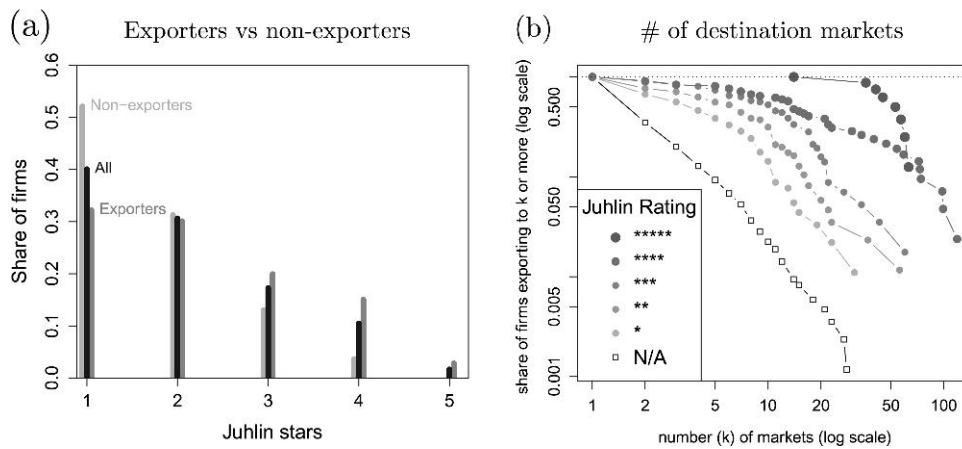 (a) Exporters vs non-exporters
Share of firms
0.6
0.5
0.4
0.3
0.2
0.1
0.0
Non−exporters
All
Exporters
1 2 3 4 5
Juhlin stars
(b) # of destination markets
share of firms exporting to k or more (log scale)
0.500
0.050
0.005
0.001
Juhlin Rating
*****
****
***
**
*
N/A
1 2 5 10 20 50 100
number (k) of markets (log scale)